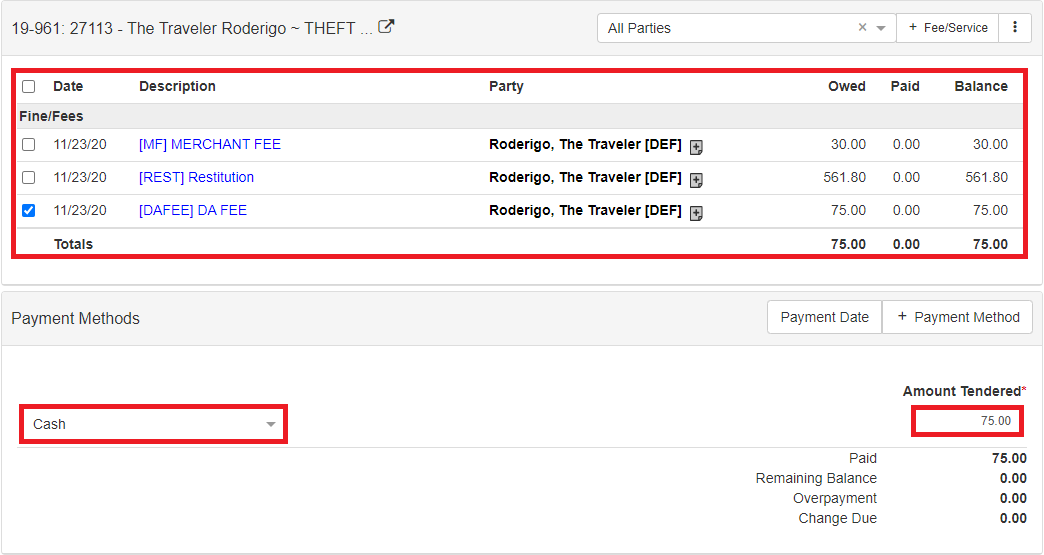 19-961: 27113 - The Traveler Roderigo ~ THEFT ... All Parties × + Fee/Service
Date Description Party Owed Paid Balance
Fine/Fees
11/23/20 [MF] MERCHANT FEE Roderigo, The Traveler [DEF] 30.00 0.00 30.00
11/23/20 [REST] Restitution Roderigo, The Traveler [DEF] 561.80 0.00 561.80
11/23/20 [DAFEE] DA FEE Roderigo, The Traveler [DEF] 75.00 0.00 75.00
Totals 75.00 0.00 75.00
Payment Methods Payment Date + Payment Method
Amount Tendered*
Cash 75.00
Paid 75.00
Remaining Balance 0.00
Overpayment 0.00
Change Due 0.00